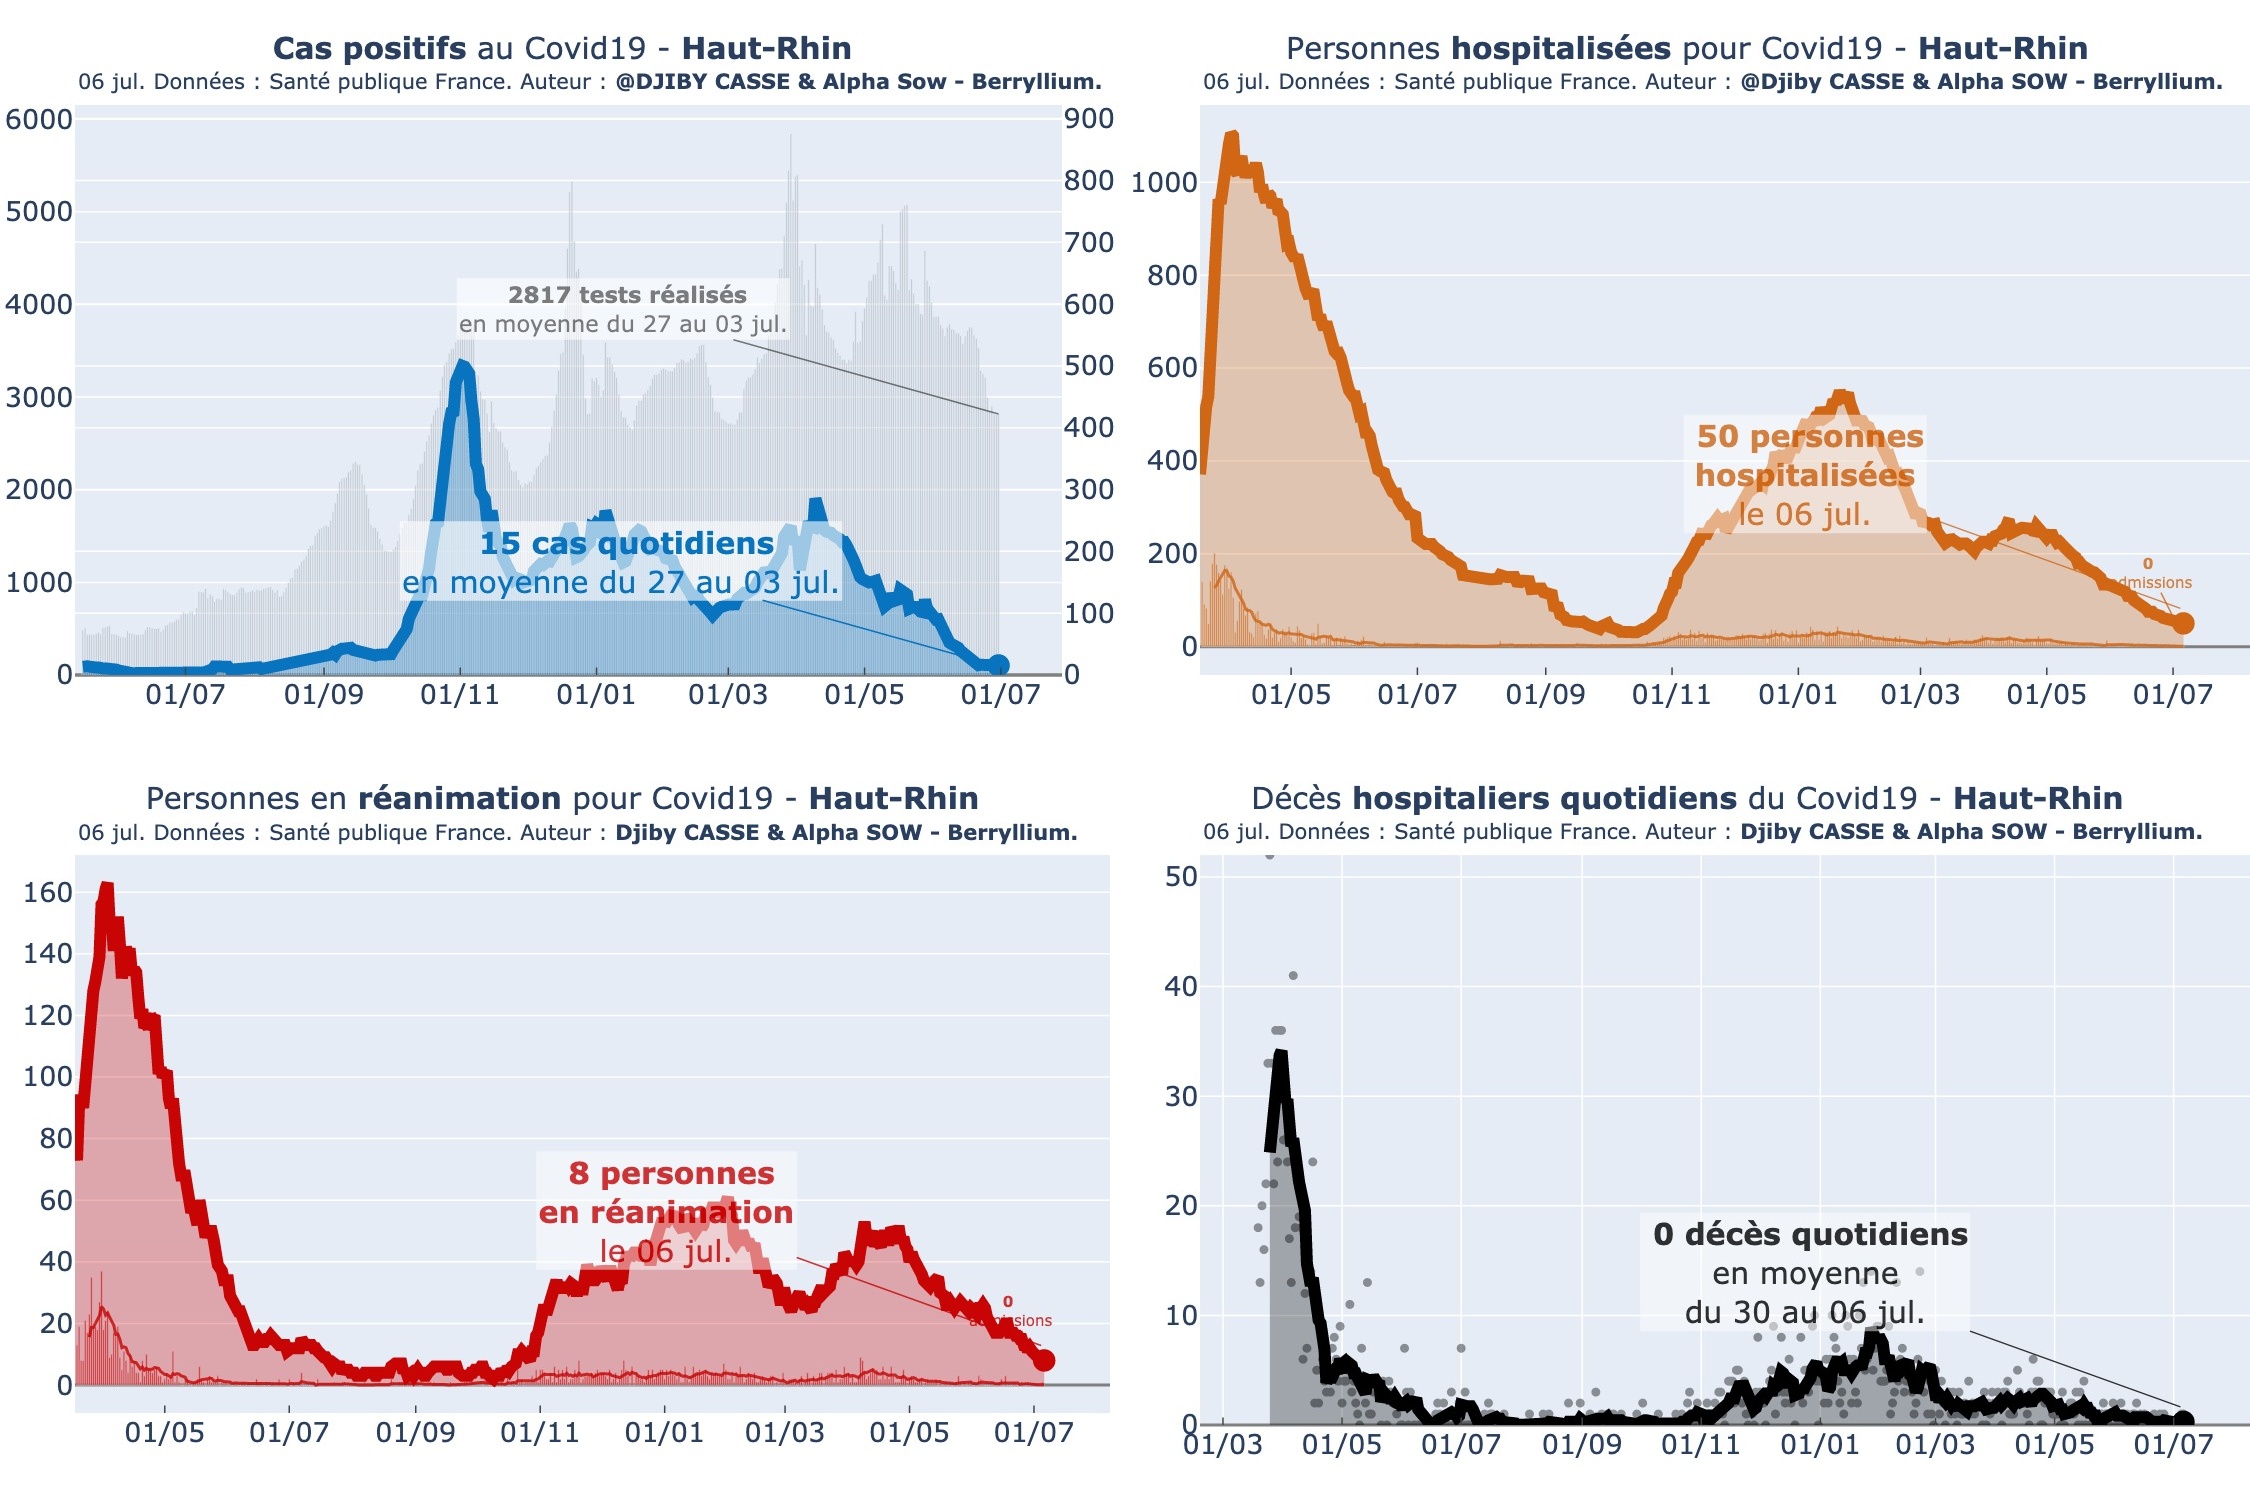 Cas positifs au Covid19 - Haut-Rhin
06 jul. Données : Santé publique France. Auteur : @DJIBY CASSE & Alpha Sow - Berryllium.
6000
5000
4000
3000
2000
1000
0
900
800
700
600
500
400
300
200
100
0
2817 tests réalisés
en moyenne du 27 au 03 jul.
15 cas quotidiens
en moyenne du 27 au 03 jul.
01/07 01/09 01/11 01/01 01/03 01/05 01/07
Personnes hospitalisées pour Covid19 - Haut-Rhin
06 jul. Données : Santé publique France. Auteur : @Djiby CASSE & Alpha SOW - Berryllium.
1000
800
600
400
200
0
50 personnes
hospitalisées
le 06 jul.
0
dmissions
01/05 01/07 01/09 01/11 01/01 01/03 01/05 01/07
Personnes en réanimation pour Covid19 - Haut-Rhin
06 jul. Données : Santé publique France. Auteur : Djiby CASSE & Alpha SOW - Berryllium.
160
140
120
100
80
60
40
20
0
8 personnes
en réanimation
le 06 jul.
0
admissions
01/05 01/07 01/09 01/11 01/01 01/03 01/05 01/07
Décès hospitaliers quotidiens du Covid19 - Haut-Rhin
06 jul. Données : Santé publique France. Auteur : Djiby CASSE & Alpha SOW - Berryllium.
50
40
30
20
10
0
0 décès quotidiens
en moyenne
du 30 au 06 jul.
01/03 01/05 01/07 01/09 01/11 01/01 01/03 01/05 01/07